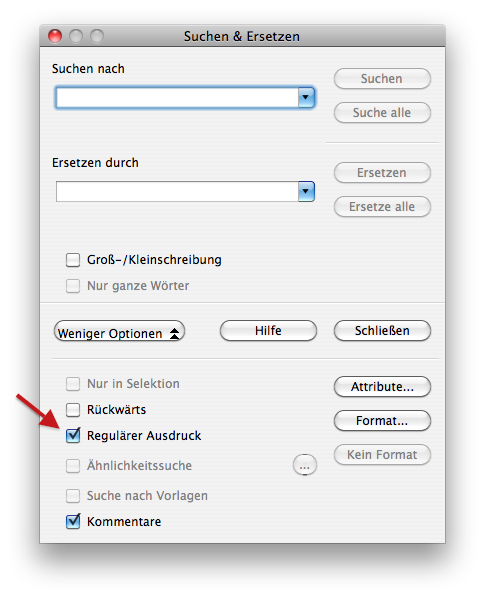 Suchen & Ersetzen
Suchen nach
Suchen
Suche alle
Ersetzen durch
Ersetzen
Ersetze alle
Groß-/Kleinschreibung
Nur ganze Wörter
Weniger Optionen
Hilfe
Schließen
Nur in Selektion
Attribute...
Rückwärts
Format...
Regulärer Ausdruck
Kein Format
Ähnlichkeitssuche
...
Suche nach Vorlagen
Kommentare